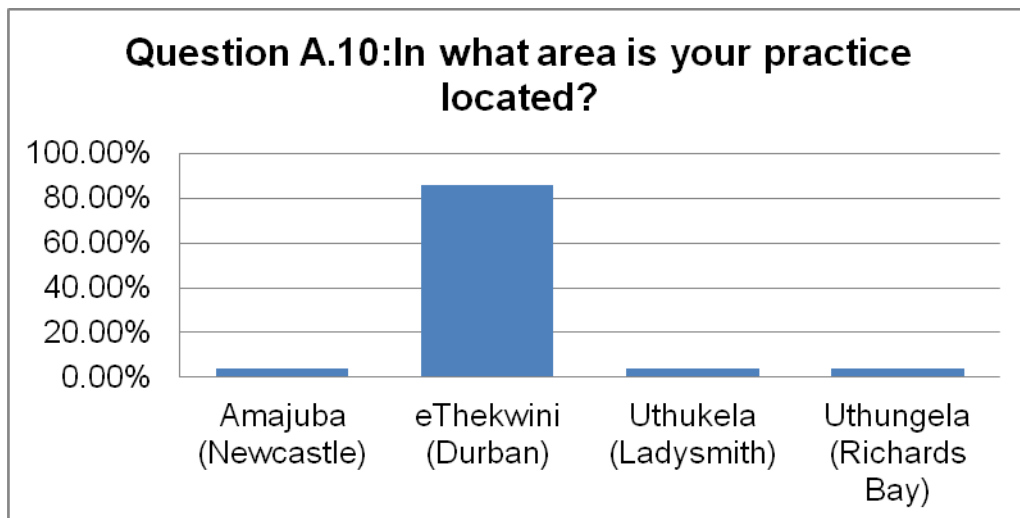 Question A.10:In what area is your practice
located?
100.00%
80.00%
60.00%
40.00%
20.00%
0.00%
Amajuba
(Newcastle)
eThekwini
(Durban)
Uthukela
(Ladysmith)
Uthungela
(Richards
Bay)